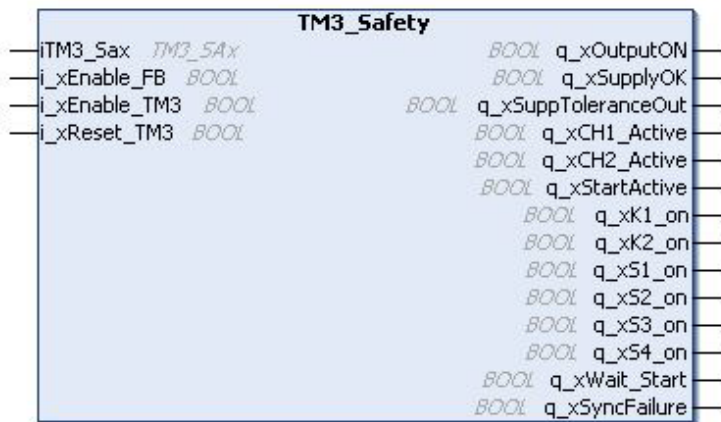 TM3_Safety
iTM3_Sax TM3_SAx BOOL q_xOutputON
i_xEnable_FB BOOL BOOL q_xSupplyOK
i_xEnable_TM3 BOOL BOOL q_xSuppToleranceOut
i_xReset_TM3 BOOL BOOL q_xCH1_Active
BOOL q_xCH2_Active
BOOL q_xStartActive
BOOL q_xK1_on
BOOL q_xK2_on
BOOL q_xS1_on
BOOL q_xS2_on
BOOL q_xS3_on
BOOL q_xS4_on
BOOL q_xWait_Start
BOOL q_xSyncFailure